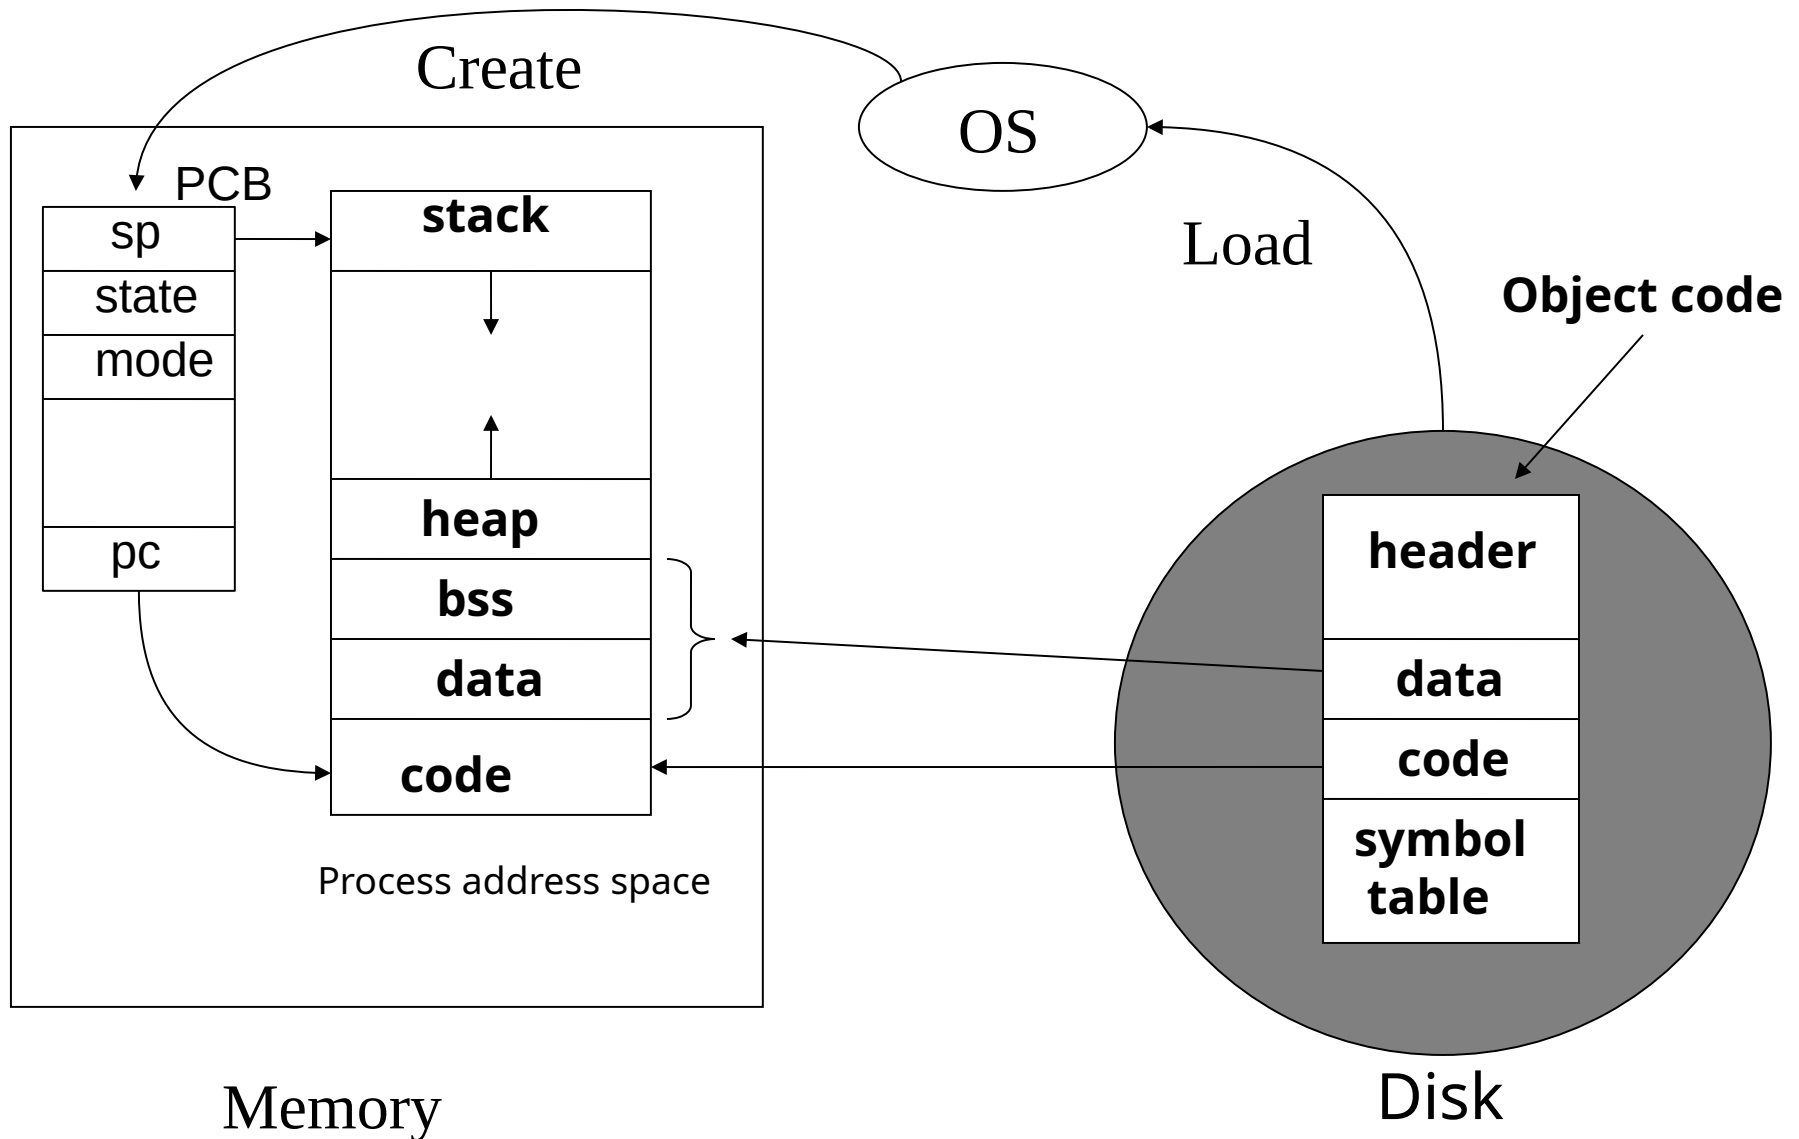 Create
OS
PCB
sp
state
mode
pc
stack
heap
bss
data
code
Process address space
Memory
Load
Object code
header
data
code
symbol
table
Disk